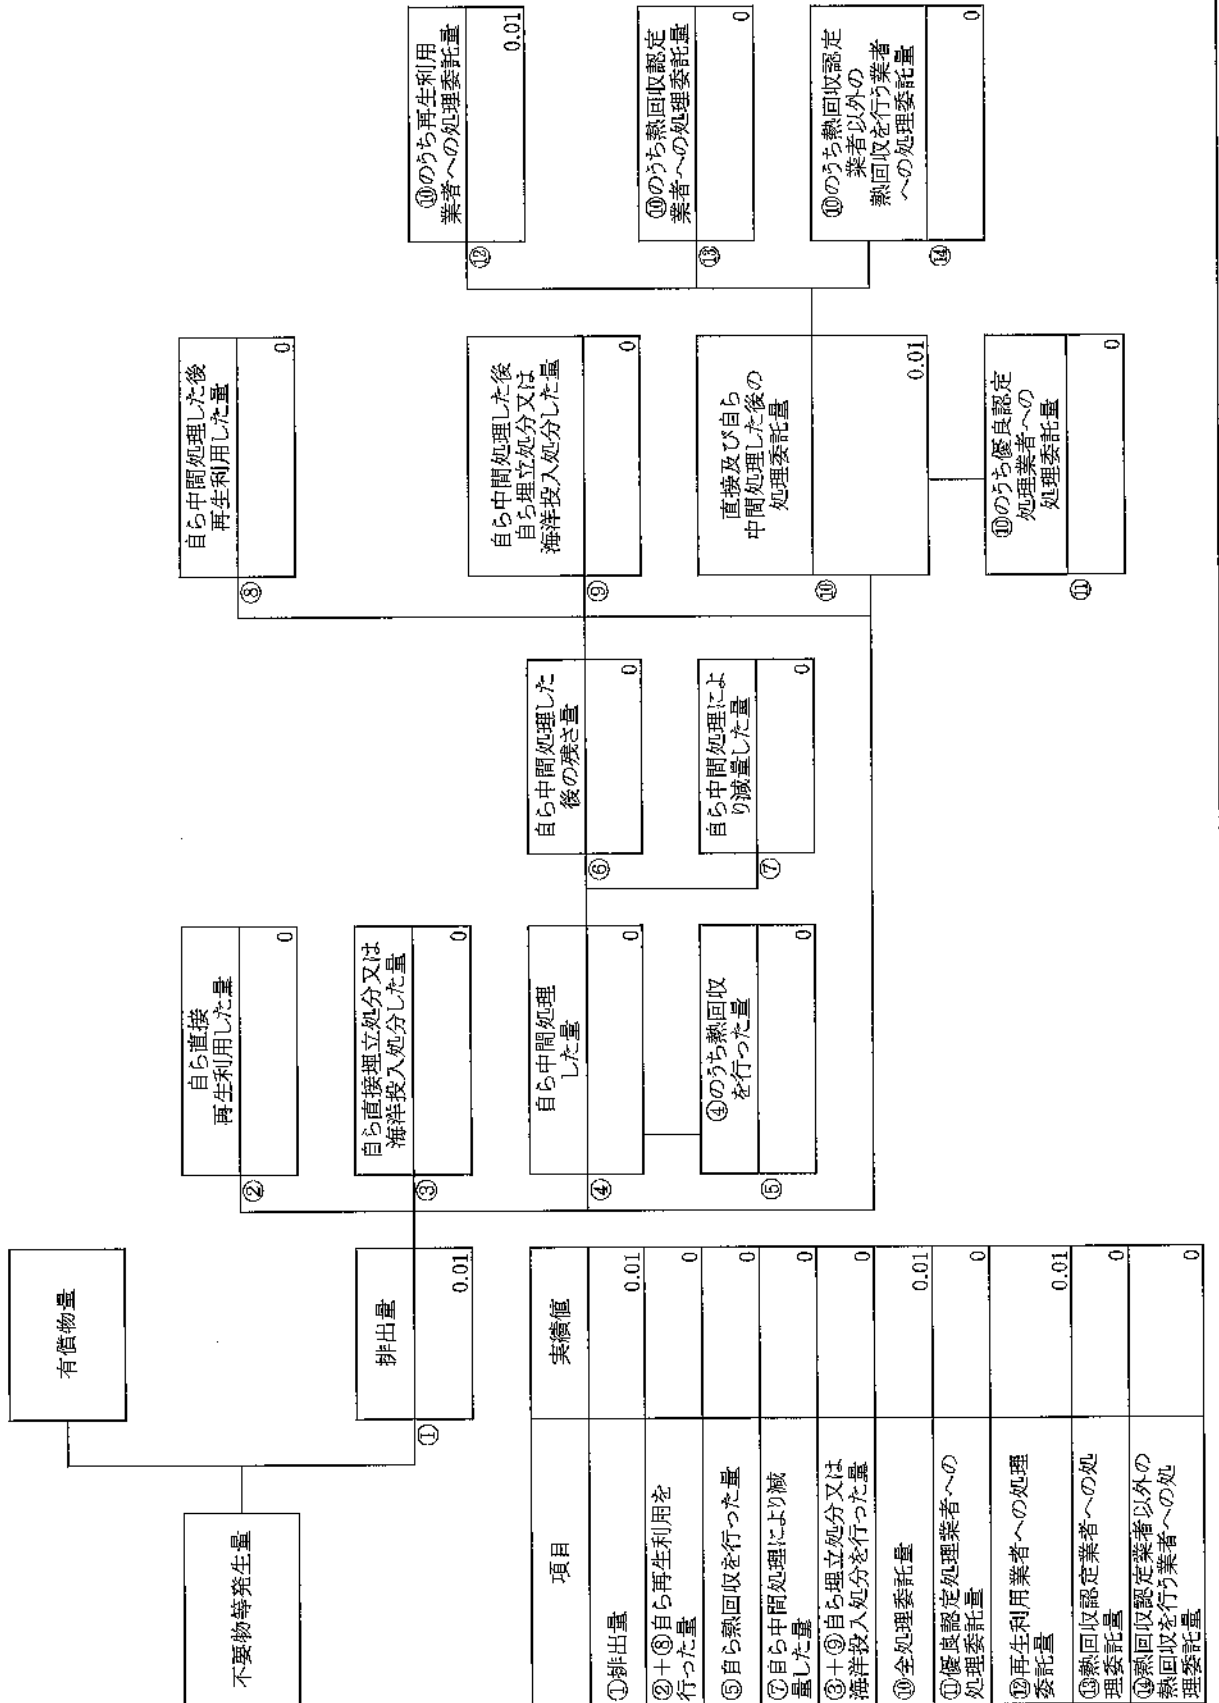 不要物等発生量
有償物量
①
排出量
0.01
②
自ら直接
再生利用した量
0
③
自ら直接埋立処分又は
海洋投入処分した量
0
④
自ら中間処理
した量
0
⑤
④のうち熱回収
を行った量
0
⑥
自ら中間処理した
後の残さ量
0
⑦
自ら中間処理によ
り減量した量
0
⑧
自ら中間処理した後
再生利用した量
0
⑨
自ら中間処理した後
自ら埋立処分又は
海洋投入処分した量
0
⑩
直接及び自ら
中間処理した後の
処理委託量
0.01
⑪
⑩のうち優良認定
処理業者への
処理委託量
0
⑫
⑩のうち再生利用
業者への処理委託量
0.01
⑬
⑩のうち熱回収認定
業者への処理委託量
0
⑭
⑩のうち熱回収認定
業者以外の
熱回収を行う業者
への処理委託量
0
項目 実績値
①排出量 0.01
②+⑧自ら再生利用を
行った量 0
⑤自ら熱回収を行った量 0
⑦自ら中間処理により減
量した量 0
③+⑨自ら埋立処分又は
海洋投入処分を行った量 0
⑩全処理委託量 0.01
⑪優良認定処理業者への
処理委託量 0
⑫再生利用業者への処理
委託量 0.01
⑬熱回収認定業者への処
理委託量 0
⑭熱回収認定業者以外の
熱回収を行う業者への処
理委託量 0